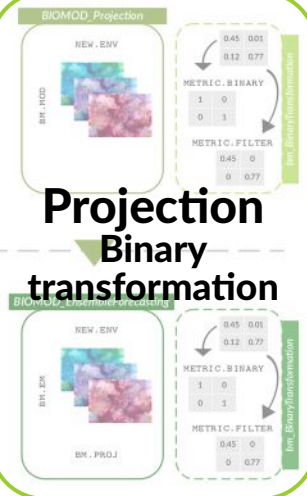 BIOMOD_Projection
NEW.ENV
BM.MOD
0.45 0.01
0.12 0.77
METRIC.BINARY
1 0
0 1
METRIC.FILTER
0.45 0
0 0.77
bm_BinaryTransformation
Projection
Binary
transformation
BIOMOD_EnsembleForecasting
NEW.ENV
BM.EM
BM.PROJ
0.45 0.01
0.12 0.77
METRIC.BINARY
1 0
0 1
METRIC.FILTER
0.45 0
0 0.77
bm_BinaryTransformation